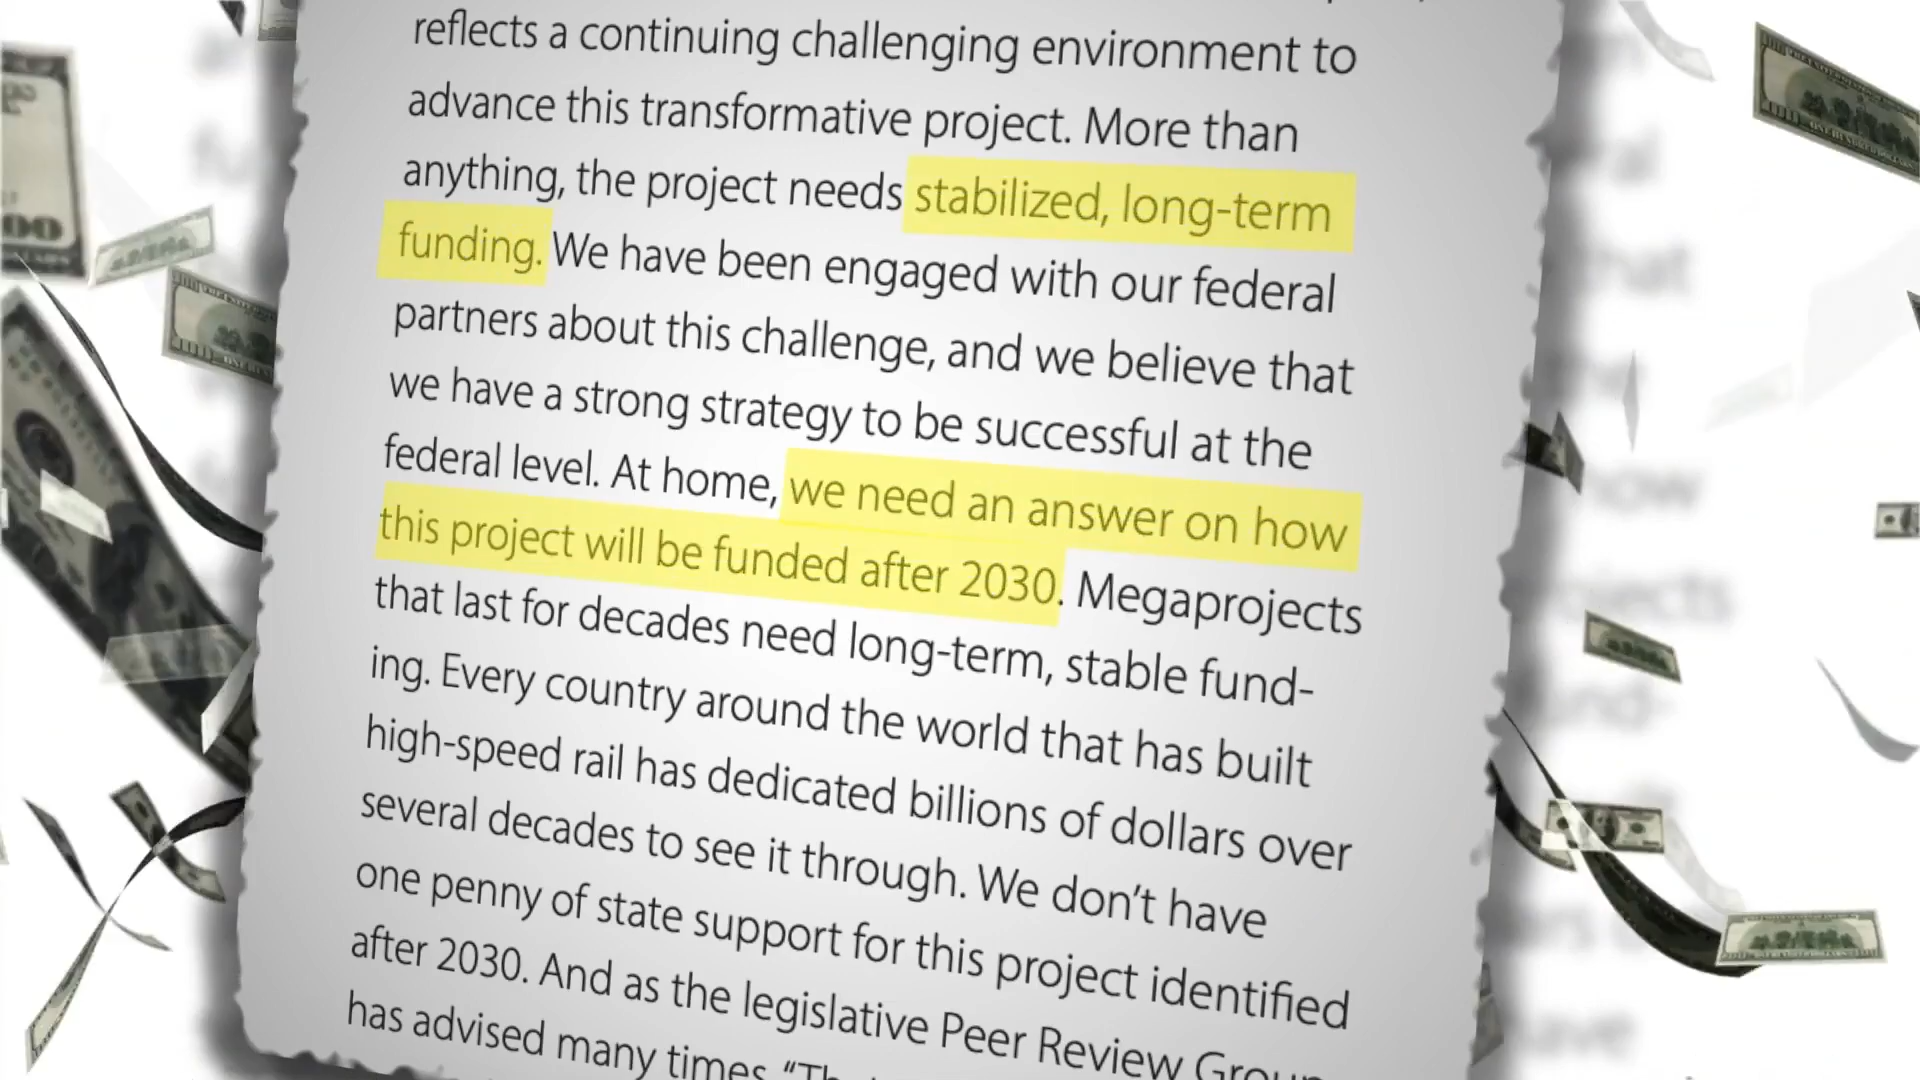 reflects a continuing challenging environment to
advance this transformative project. More than
anything, the project needs stabilized, long-term
funding. We have been engaged with our federal
partners about this challenge, and we believe that
we have a strong strategy to be successful at the
federal level. At home, we need an answer on how
this project will be funded after 2030. Megaprojects
that last for decades need long-term, stable fund-
ing. Every country around the world that has built
high-speed rail has dedicated billions of dollars over
several decades to see it through. We don't have
one penny of state support for this project identified
after 2030. And as the legislative Peer Review Group
has advised many times